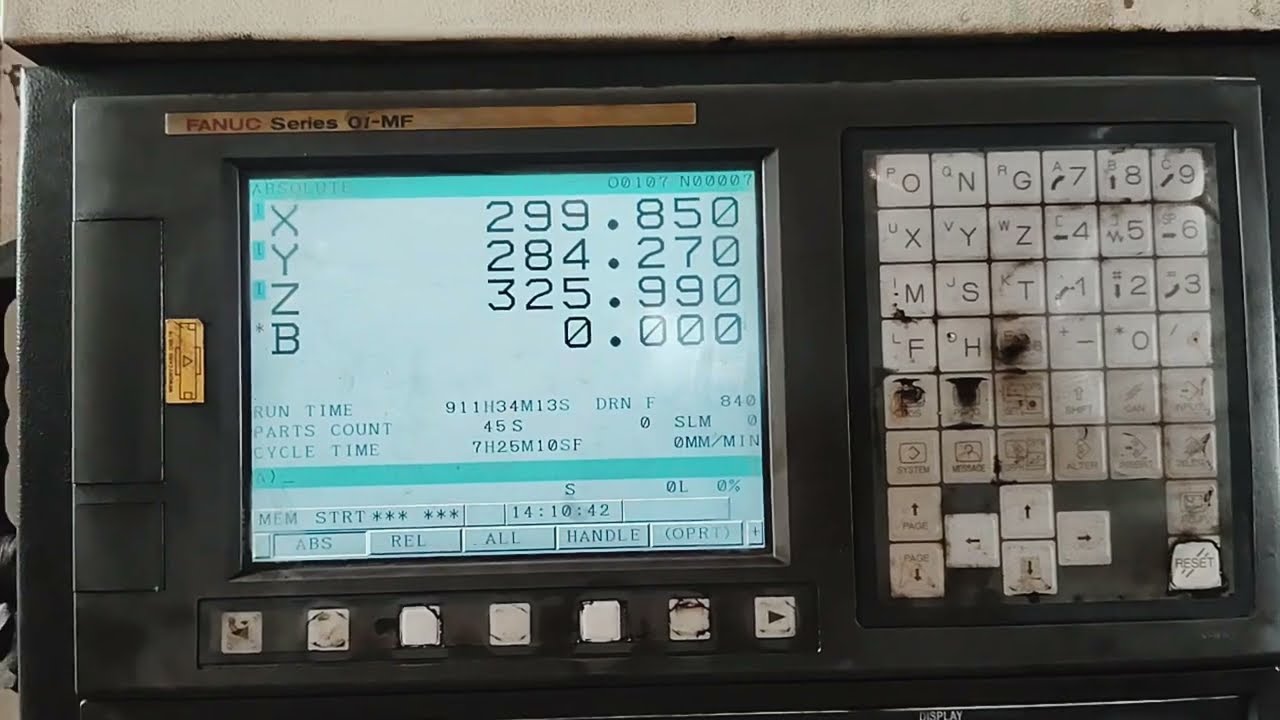 FANUC Series 0i-MF
ABSOLUTE O0107 N00007
I X 299.850
I Y 284.270
I Z 325.990
* B 0.000
RUN TIME 911H34M13S DRN F 840
PARTS COUNT 45 S 0 SLM 0
CYCLE TIME 7H25M10S F 0MM/MIN
A)_
S 0L 0%
MEM STRT *** *** 14:10:42
ABS REL ALL HANDLE (OPRT) +
P O Q N R G A 7 B 8 C 9
U X V Y W Z [ 4 ] 5 SP 6
I M J S K T , 1 # 2 = 3
L F H + - * 0 / .
POS PROG SHIFT CAN INPUT
SYSTEM MESSAGE ALTER INSERT DELETE
PAGE
PAGE
RESET
DISPLAY